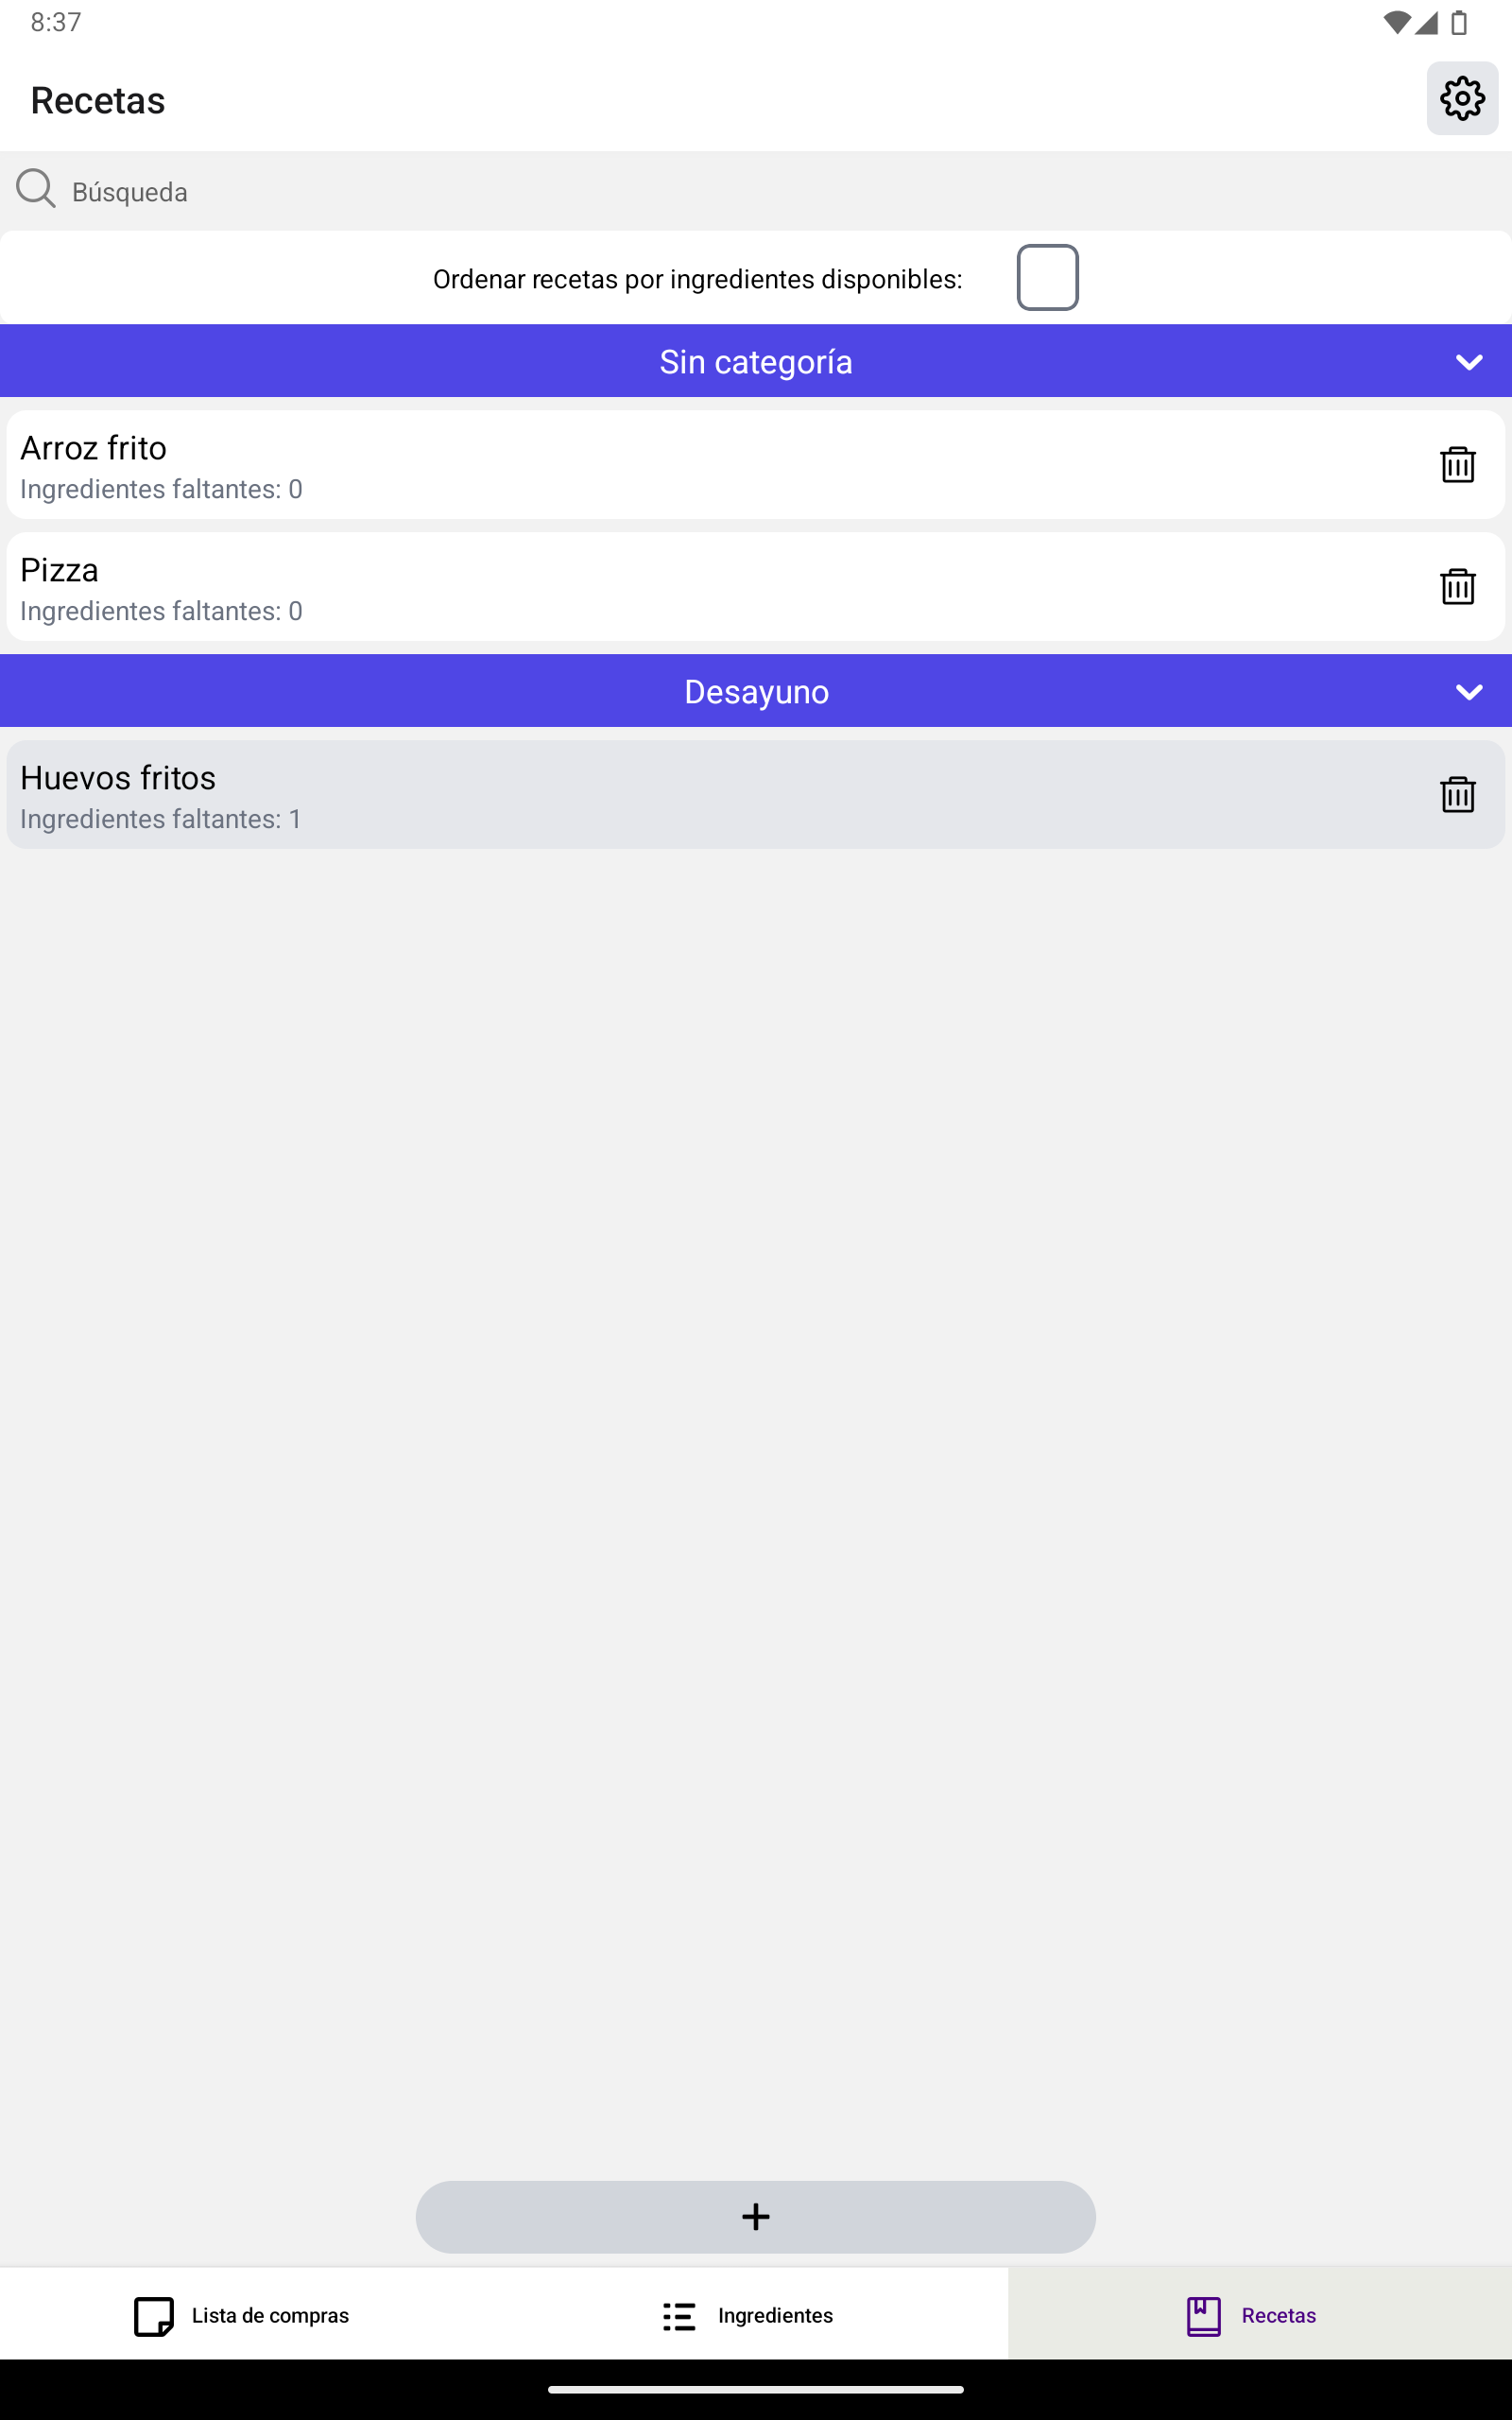 8:37
Recetas
Búsqueda
Ordenar recetas por ingredientes disponibles:
Sin categoría
Arroz frito
Ingredientes faltantes: 0
Pizza
Ingredientes faltantes: 0
Desayuno
Huevos fritos
Ingredientes faltantes: 1
Lista de compras
Ingredientes
Recetas